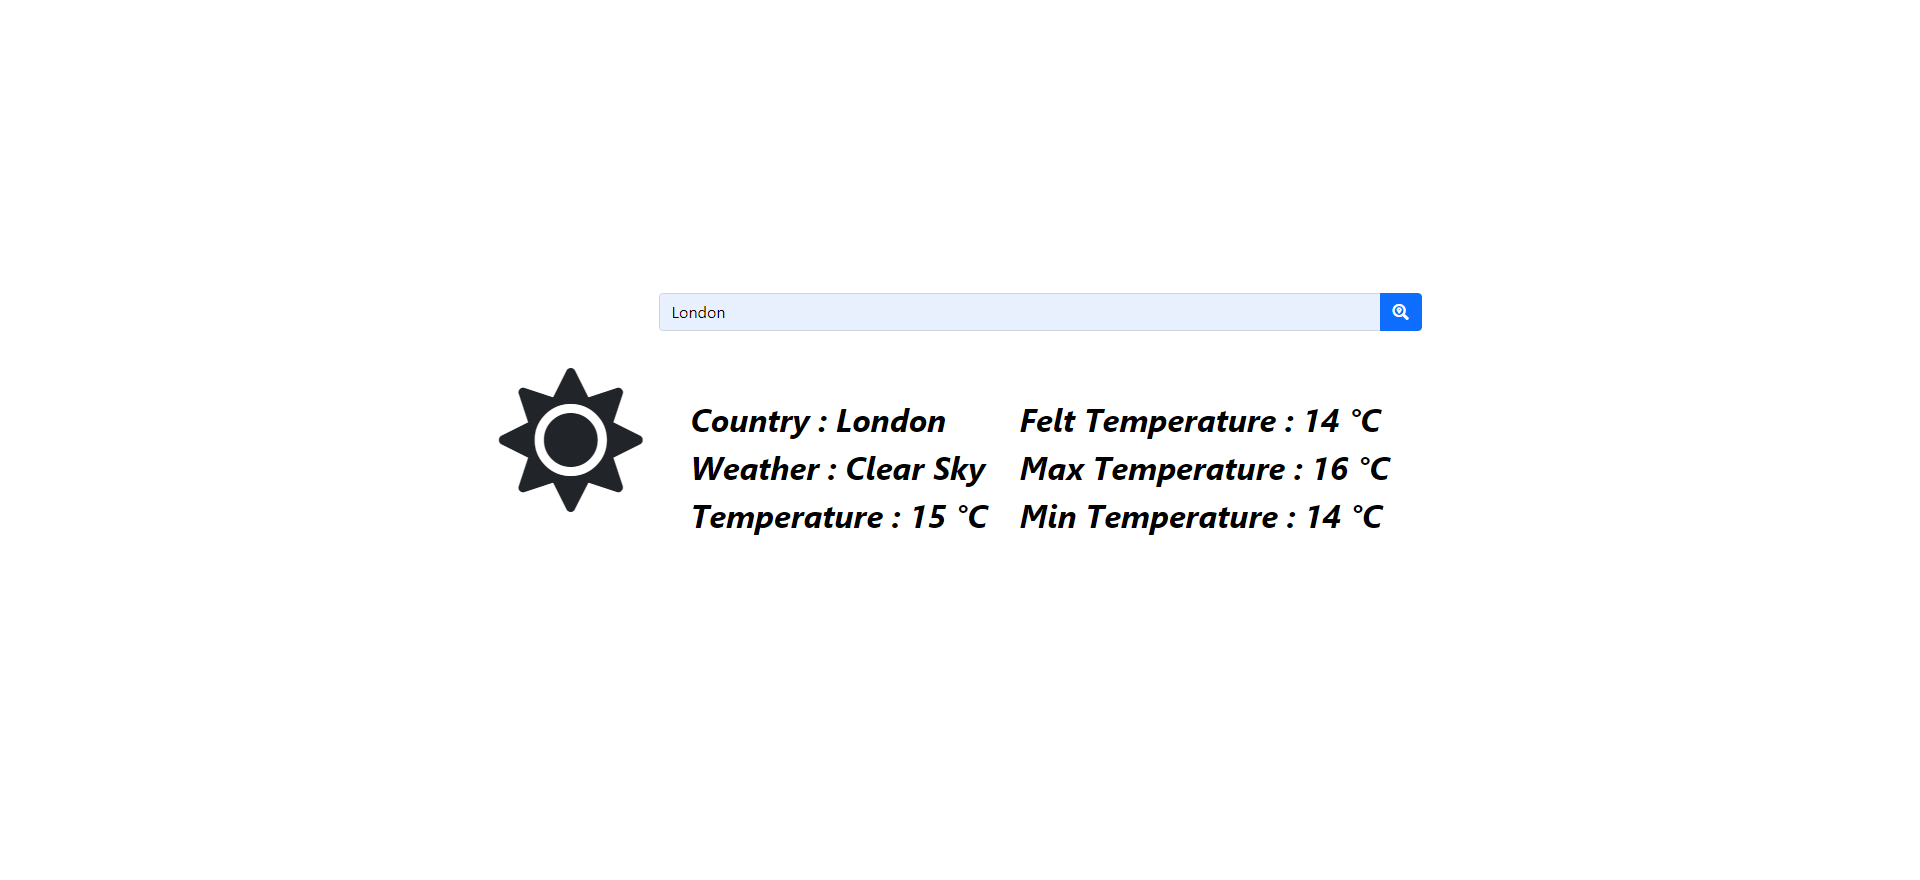 London
Country : London
Weather : Clear Sky
Temperature : 15 °C
Felt Temperature : 14 °C
Max Temperature : 16 °C
Min Temperature : 14 °C